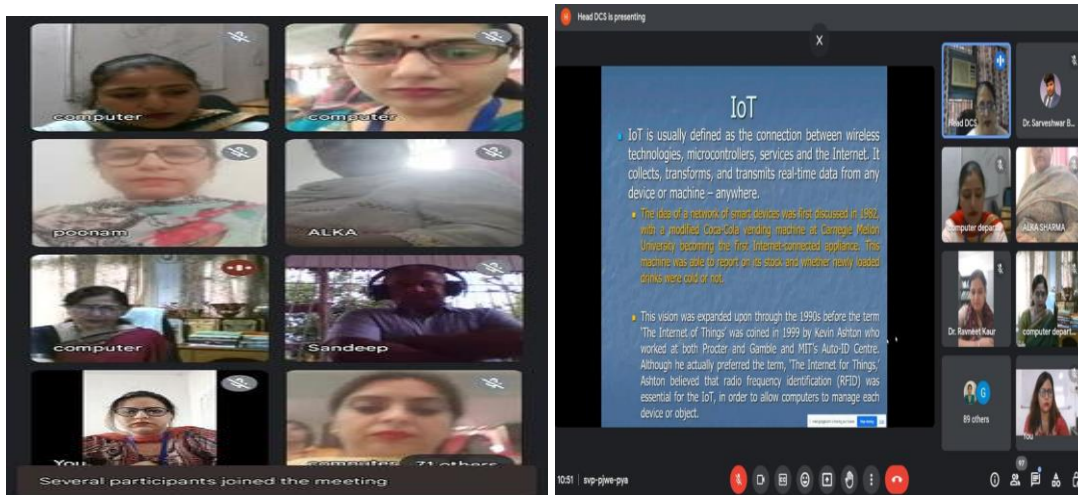 computer
computer
poonam
ALKA
computer
Sandeep
You
computer
71 others
Several participants joined the meeting
Head DCS is presenting
X
IoT
IoT is usually defined as the connection between wireless
technologies, microcontrollers, services and the Internet. It
collects, transforms, and transmits real-time data from any
device or machine – anywhere.
The idea of a network of smart devices was first discussed in 1982,
with a modified Coca-Cola vending machine at Carnegie Mellon
University becoming the first Internet-connected appliance. This
machine was able to report on its stock and whether newly loaded
drinks were cold or not.
This vision was expanded upon through the 1990s before the term
'The Internet of Things' was coined in 1999 by Kevin Ashton who
worked at both Procter and Gamble and MIT's Auto-ID Centre.
Although he actually preferred the term, 'The Internet for Things,'
Ashton believed that radio frequency identification (RFID) was
essential for the IoT, in order to allow computers to manage each
device or object.
H
Head DCS
Dr. Sarveshwar B...
computer depart...
ALKA SHARMA
Dr. Ravneet Kaur
computer depart...
G
89 others
You
10:51 | svp-pjwe-pya
97